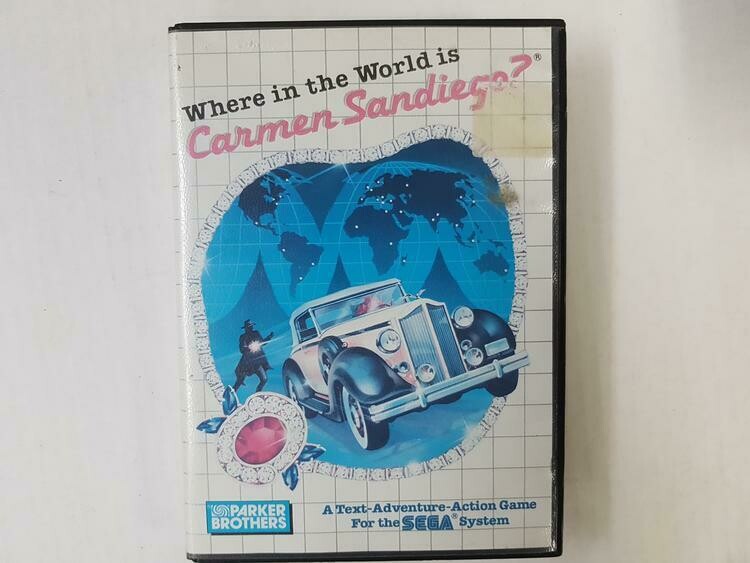 Where in the World is
Carmen Sandiego?®
PARKER
BROTHERS
A Text-Adventure-Action Game
For the SEGA® System